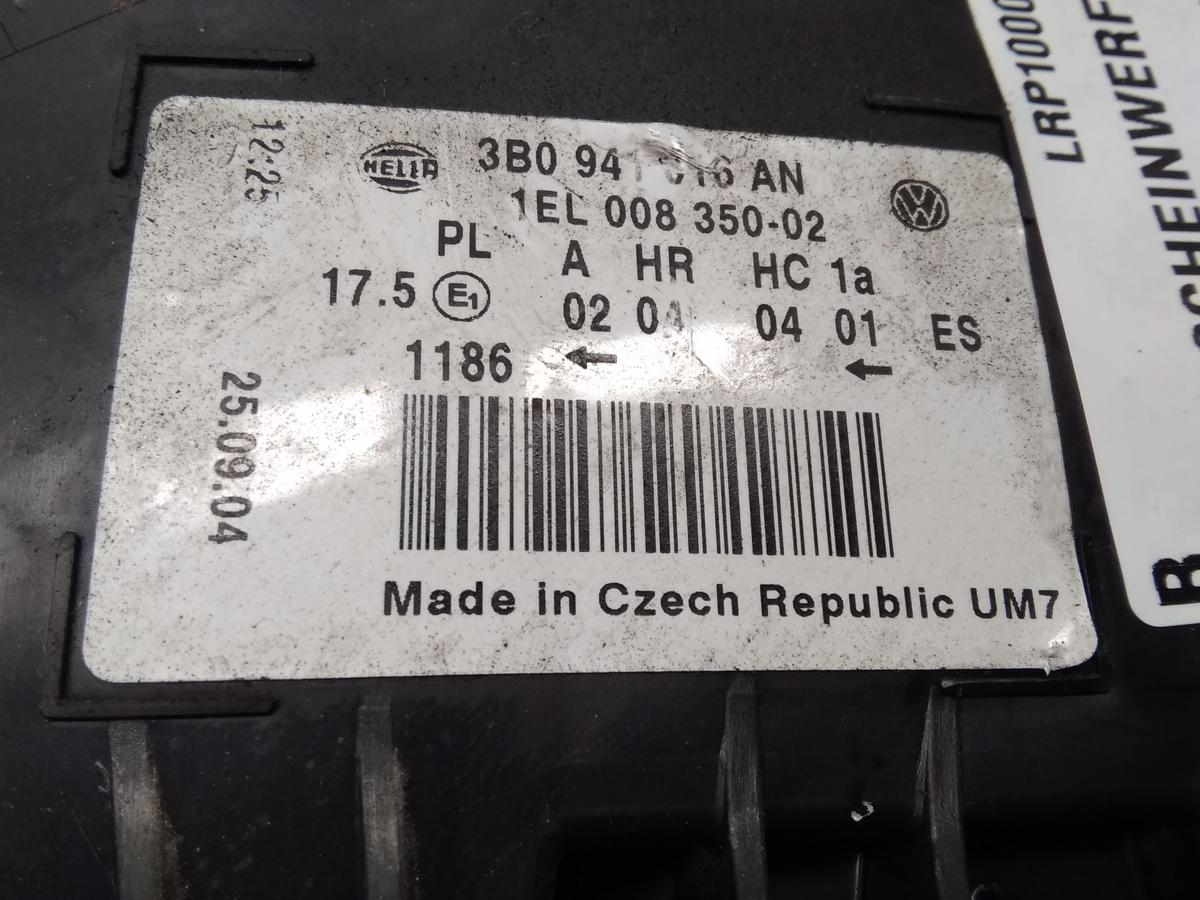 12:25
HELLA
3B0 941 016 AN
1EL 008 350-02
PL A HR HC 1a
17.5 E1 02 04 04 01 ES
1186 ← ←
25.09.04
Made in Czech Republic UM7
LRP1000
SCHEINWERF
B